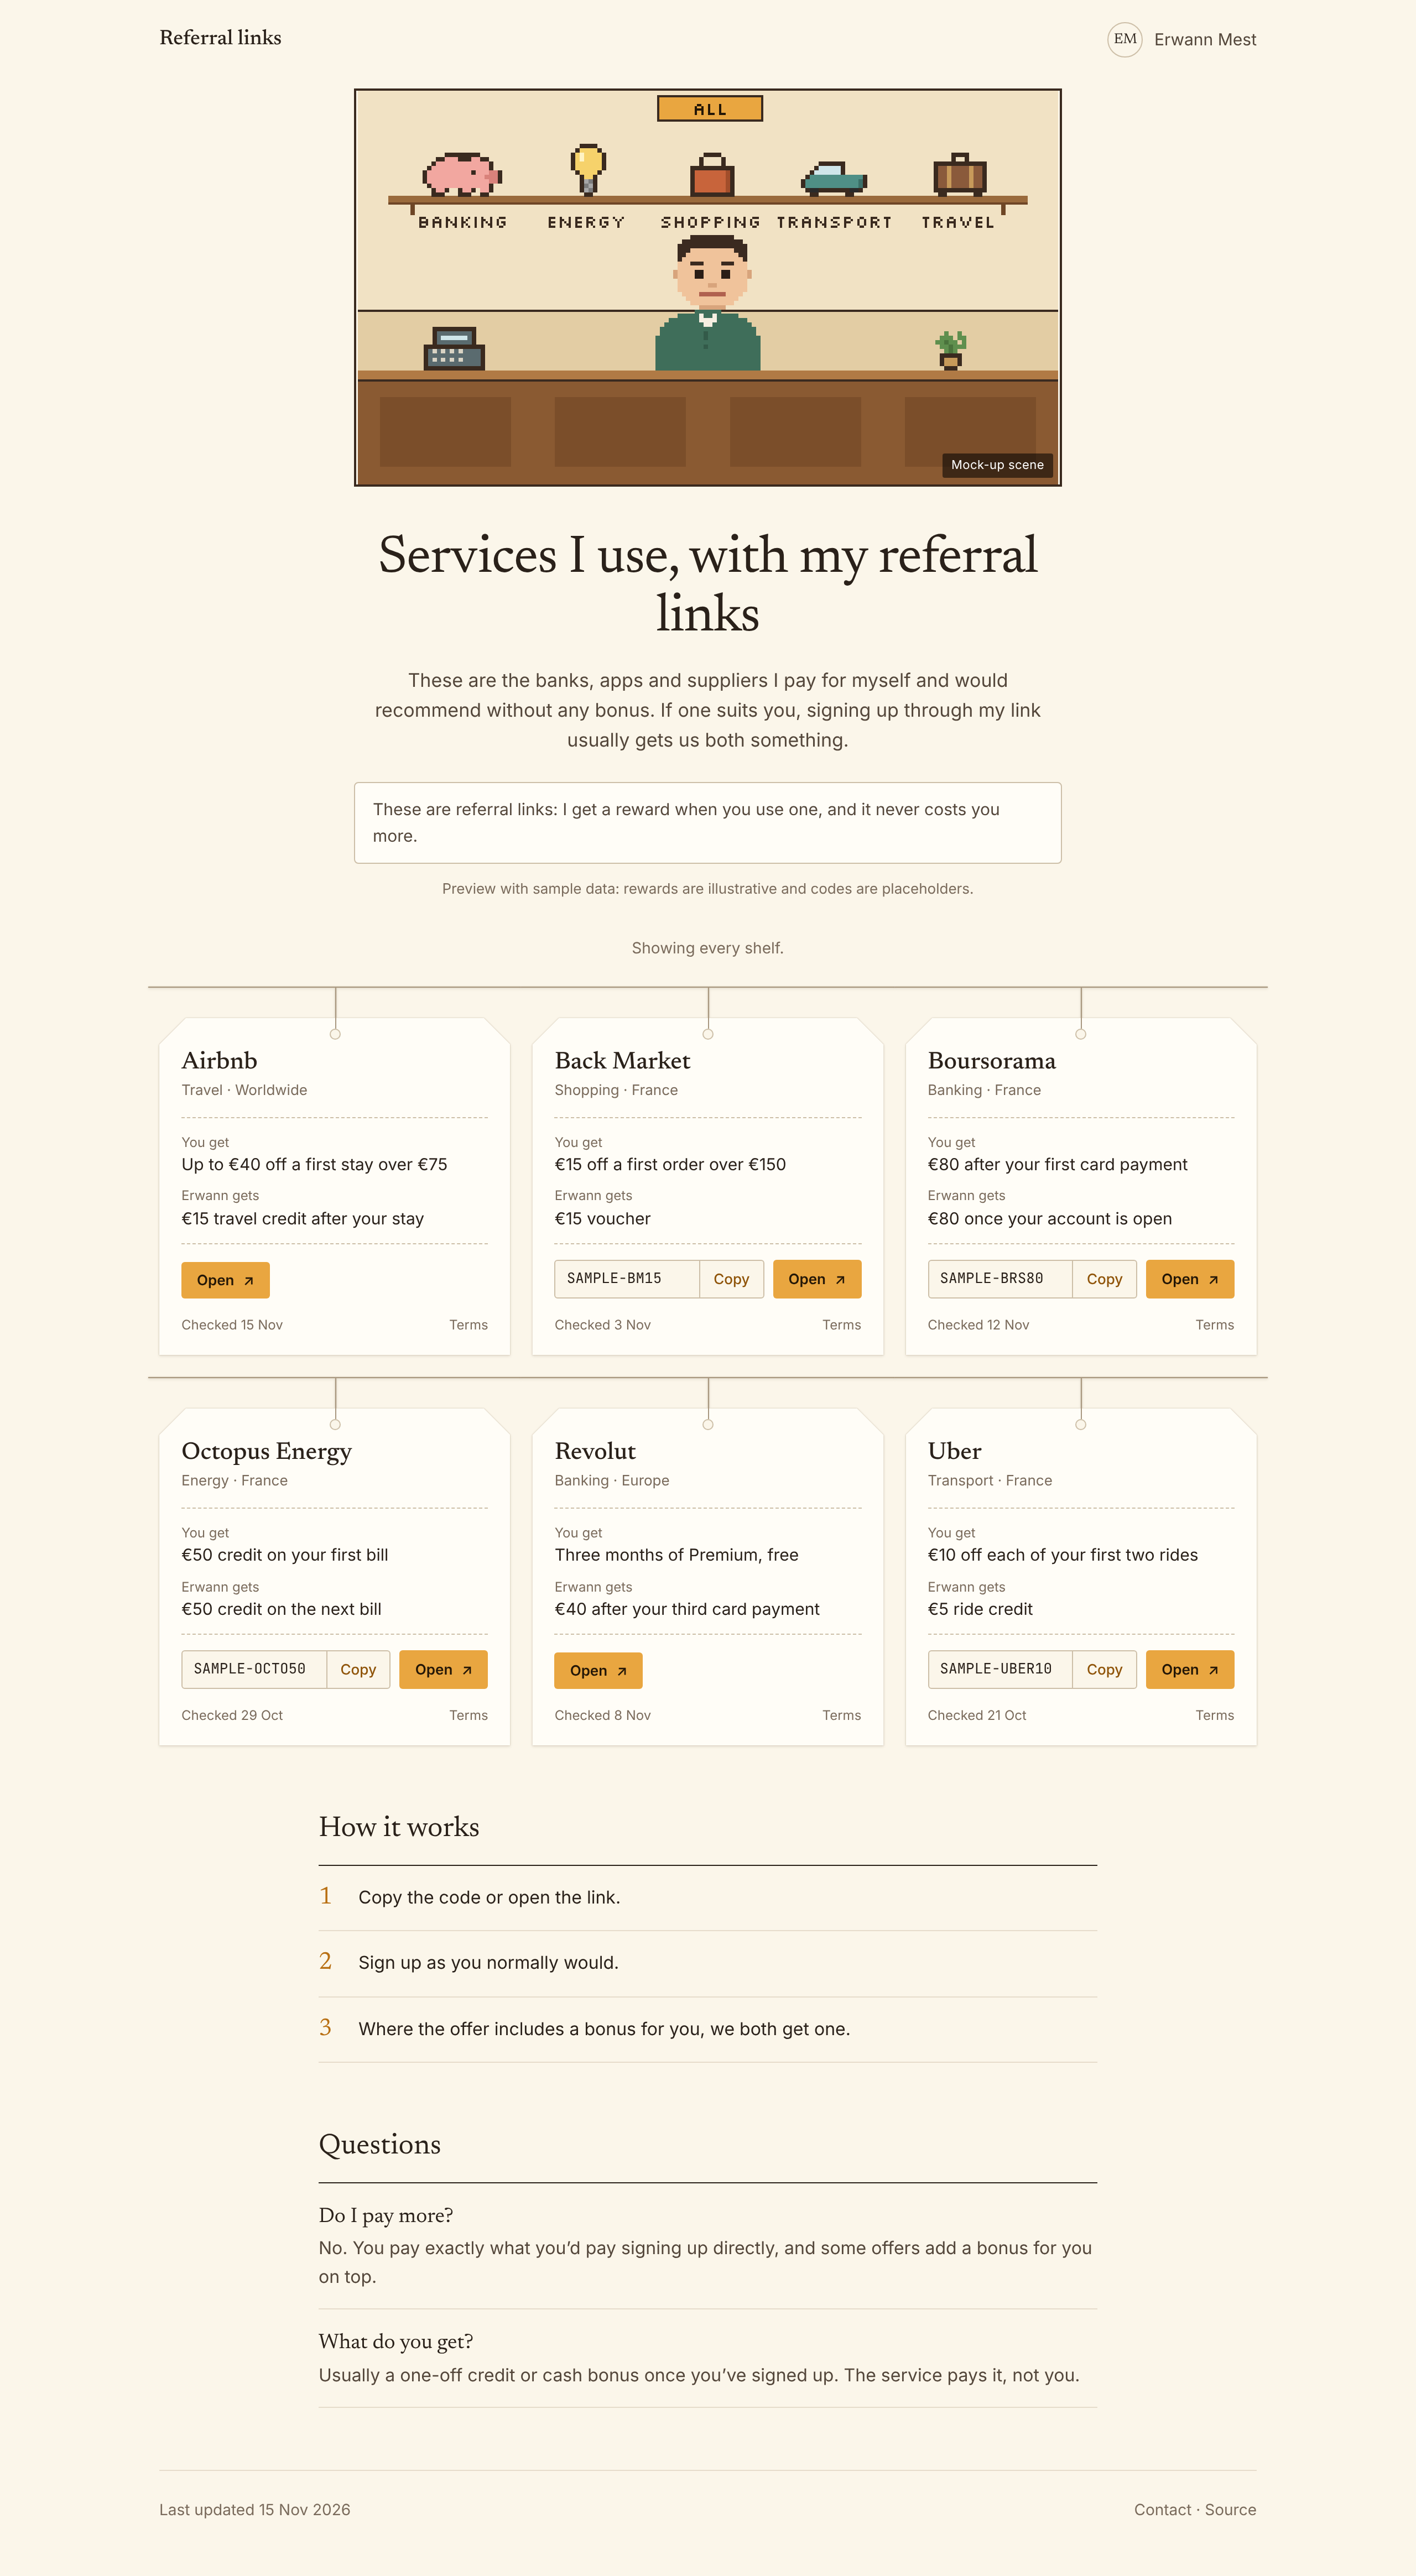 Referral links
EM Erwann Mest
ALL
BANKING ENERGY SHOPPING TRANSPORT TRAVEL
Mock-up scene
Services I use, with my referral
links
These are the banks, apps and suppliers I pay for myself and would
recommend without any bonus. If one suits you, signing up through my link
usually gets us both something.
These are referral links: I get a reward when you use one, and it never costs you
more.
Preview with sample data: rewards are illustrative and codes are placeholders.
Showing every shelf.
Airbnb
Travel · Worldwide
You get
Up to €40 off a first stay over €75
Erwann gets
€15 travel credit after your stay
Open ↗
Checked 15 Nov Terms
Back Market
Shopping · France
You get
€15 off a first order over €150
Erwann gets
€15 voucher
SAMPLE-BM15 Copy Open ↗
Checked 3 Nov Terms
Boursorama
Banking · France
You get
€80 after your first card payment
Erwann gets
€80 once your account is open
SAMPLE-BRS80 Copy Open ↗
Checked 12 Nov Terms
Octopus Energy
Energy · France
You get
€50 credit on your first bill
Erwann gets
€50 credit on the next bill
SAMPLE-OCTO50 Copy Open ↗
Checked 29 Oct Terms
Revolut
Banking · Europe
You get
Three months of Premium, free
Erwann gets
€40 after your third card payment
Open ↗
Checked 8 Nov Terms
Uber
Transport · France
You get
€10 off each of your first two rides
Erwann gets
€5 ride credit
SAMPLE-UBER10 Copy Open ↗
Checked 21 Oct Terms
How it works
1 Copy the code or open the link.
2 Sign up as you normally would.
3 Where the offer includes a bonus for you, we both get one.
Questions
Do I pay more?
No. You pay exactly what you’d pay signing up directly, and some offers add a bonus for you
on top.
What do you get?
Usually a one-off credit or cash bonus once you’ve signed up. The service pays it, not you.
Last updated 15 Nov 2026 Contact · Source